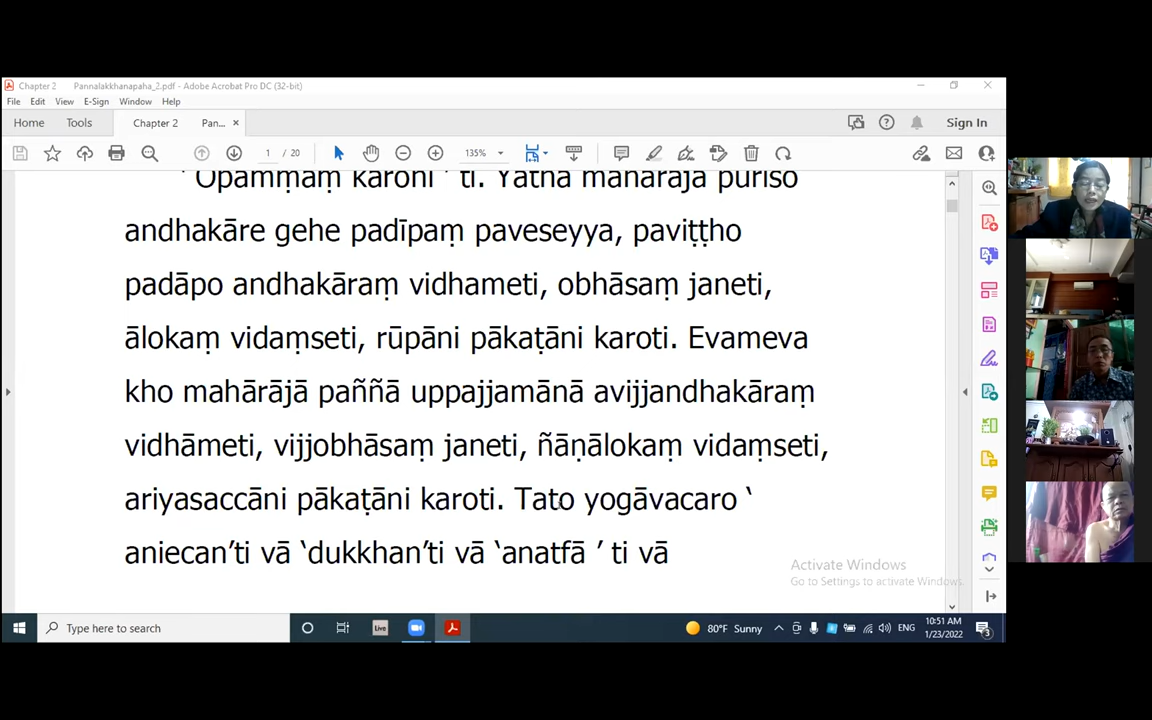 Chapter 2 Pannalakkhanapaha_2.pdf - Adobe Acrobat Pro DC (32-bit)
File Edit View E-Sign Window Help
Home Tools Chapter 2 Pan... × Sign In
1 / 20 135%
‘ Opamṃaṃ karohi ’ ti. Yathā mahārāja puriso
andhakāre gehe padīpaṃ paveseyya, paviṭṭho
padāpo andhakāraṃ vidhameti, obhāsaṃ janeti,
ālokaṃ vidaṃseti, rūpāni pākaṭāni karoti. Evameva
kho mahārājā paññā uppajjamānā avijjandhakāraṃ
vidhāmeti, vijjobhāsaṃ janeti, ñāṇālokaṃ vidaṃseti,
ariyasaccāni pākaṭāni karoti. Tato yogāvacaro ‘
aniecan’ti vā ‘dukkhan’ti vā ‘anatfā ’ ti vā
Activate Windows
Go to Settings to activate Windows.
Type here to search Live 80°F Sunny ENG 10:51 AM
1/23/2022 3